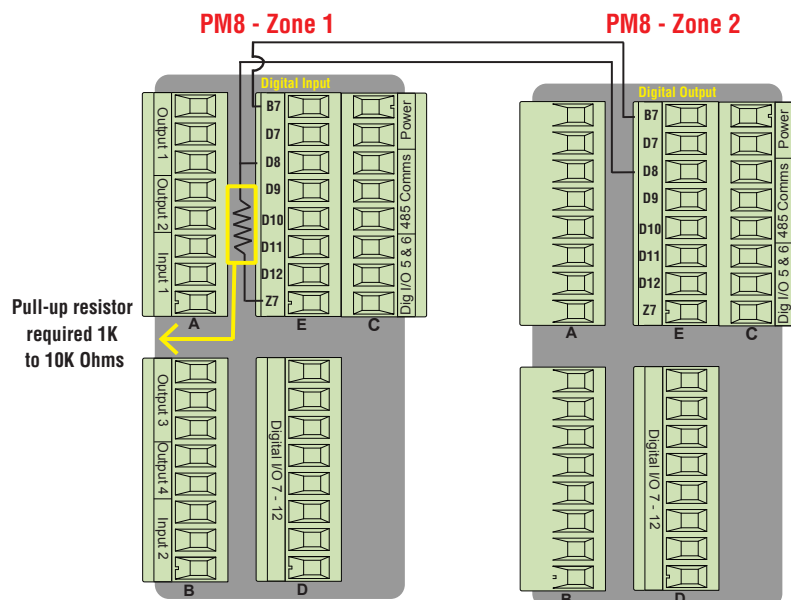 PM8 - Zone 1
PM8 - Zone 2
Digital Input
Output 1
Output 2
Input 1
B7
D7
D8
D9
D10
D11
D12
Z7
Power
485 Comms
Dig I/O 5 & 6
A
E
C
Pull-up resistor
required 1K
to 10K Ohms
Output 3
Output 4
Input 2
Digital I/O 7 - 12
B
D
Digital Output
B7
D7
D8
D9
D10
D11
D12
Z7
Power
485 Comms
Dig I/O 5 & 6
A
E
C
Digital I/O 7 - 12
B
D